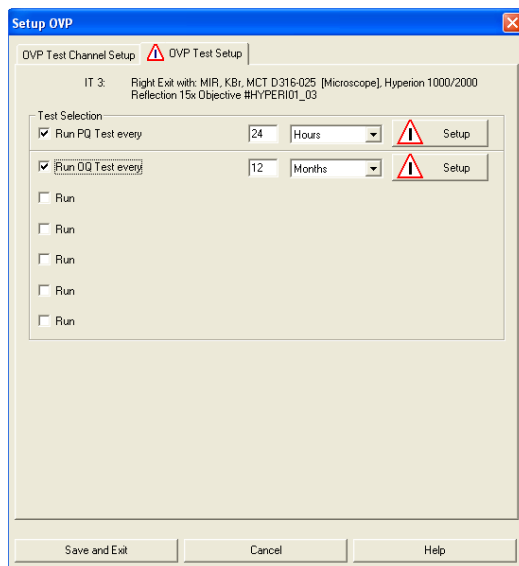 Setup OVP
OVP Test Channel Setup
OVP Test Setup
IT 3: Right Exit with: MIR, KBr, MCT D316-025 [Microscope], Hyperion 1000/2000
Reflection 15x Objective #HYPERI01_03
Test Selection
Run PQ Test every 24 Hours Setup
Run OQ Test every 12 Months Setup
Run
Run
Run
Run
Run
Save and Exit Cancel Help